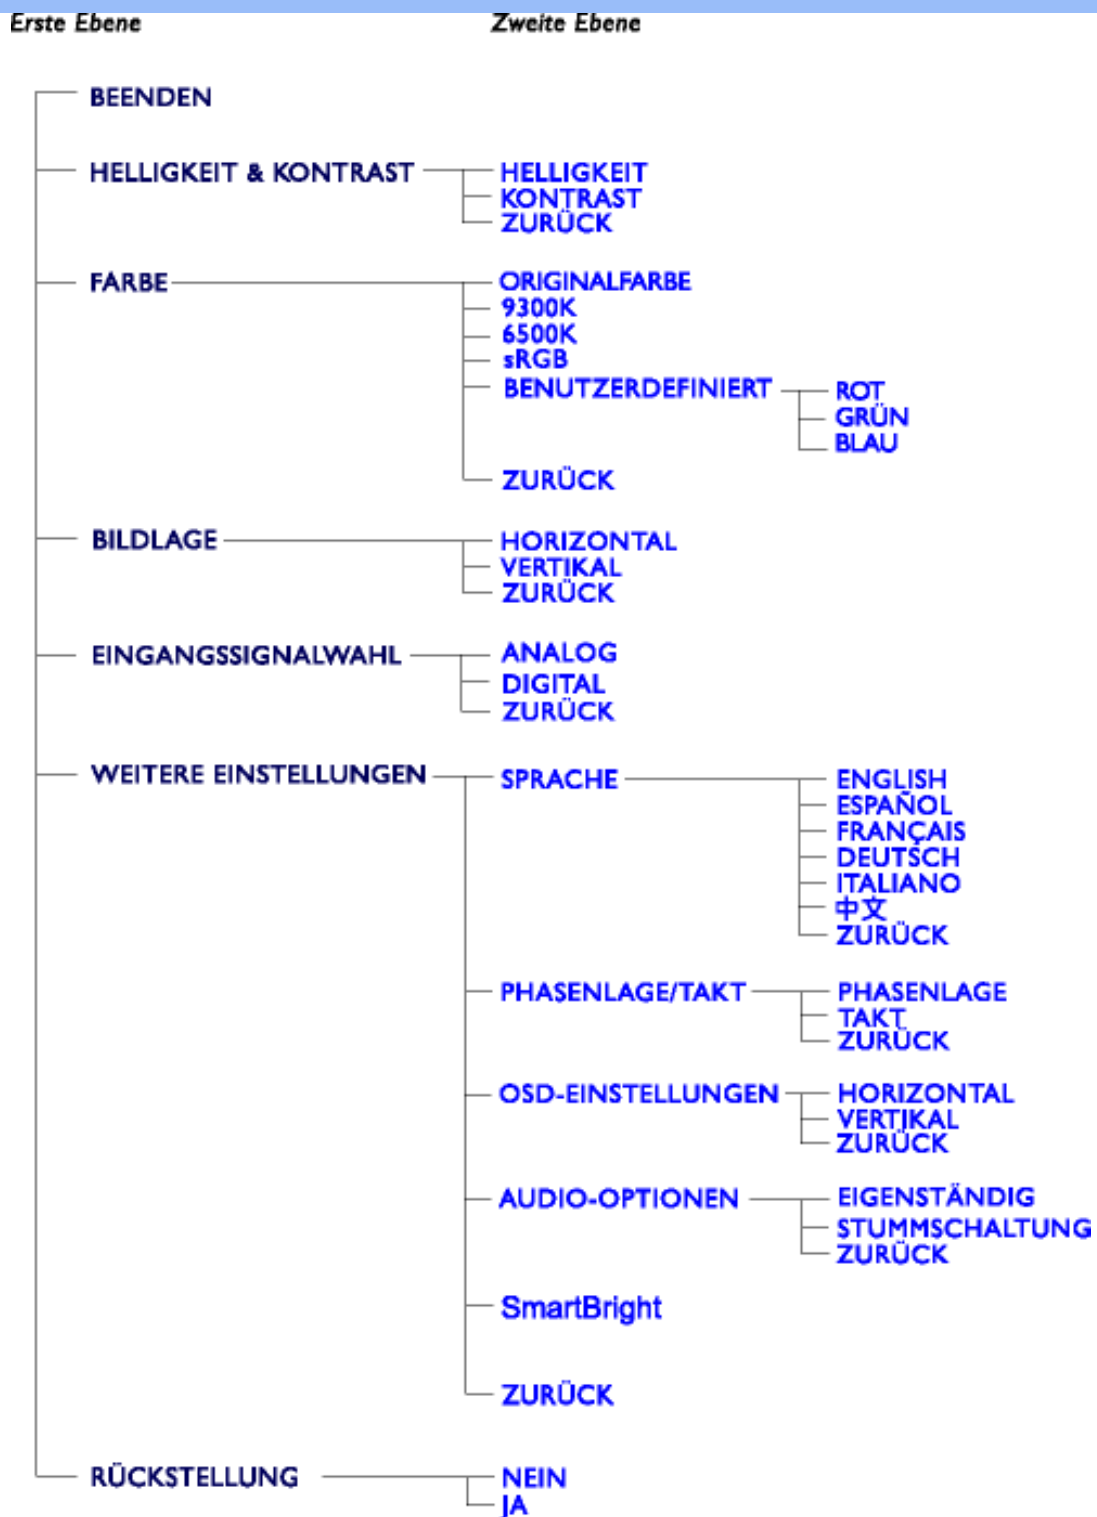 Erste Ebene Zweite Ebene
BEENDEN
HELLIGKEIT & KONTRAST HELLIGKEIT
KONTRAST
ZURÜCK
FARBE ORIGINALFARBE
9300K
6500K
sRGB
BENUTZERDEFINIERT ROT
GRÜN
BLAU
ZURÜCK
BILDLAGE HORIZONTAL
VERTIKAL
ZURÜCK
EINGANGSSIGNALWAHL ANALOG
DIGITAL
ZURÜCK
WEITERE EINSTELLUNGEN SPRACHE ENGLISH
ESPAÑOL
FRANÇAIS
DEUTSCH
ITALIANO
中文
ZURÜCK
PHASENLAGE/TAKT PHASENLAGE
TAKT
ZURÜCK
OSD-EINSTELLUNGEN HORIZONTAL
VERTIKAL
ZURÜCK
AUDIO-OPTIONEN EIGENSTÄNDIG
STUMMSCHALTUNG
ZURÜCK
SmartBright
ZURÜCK
RÜCKSTELLUNG NEIN
JA